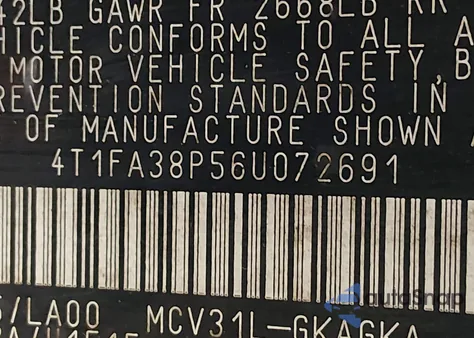 42LB GAWR FR 2668LB RR
HICLE CONFORMS TO ALL A
MOTOR VEHICLE SAFETY, B
REVENTION STANDARDS IN
OF MANUFACTURE SHOWN
4T1FA38P56U072691
/LA00 MCV31L-GKAGKA
autoSnap